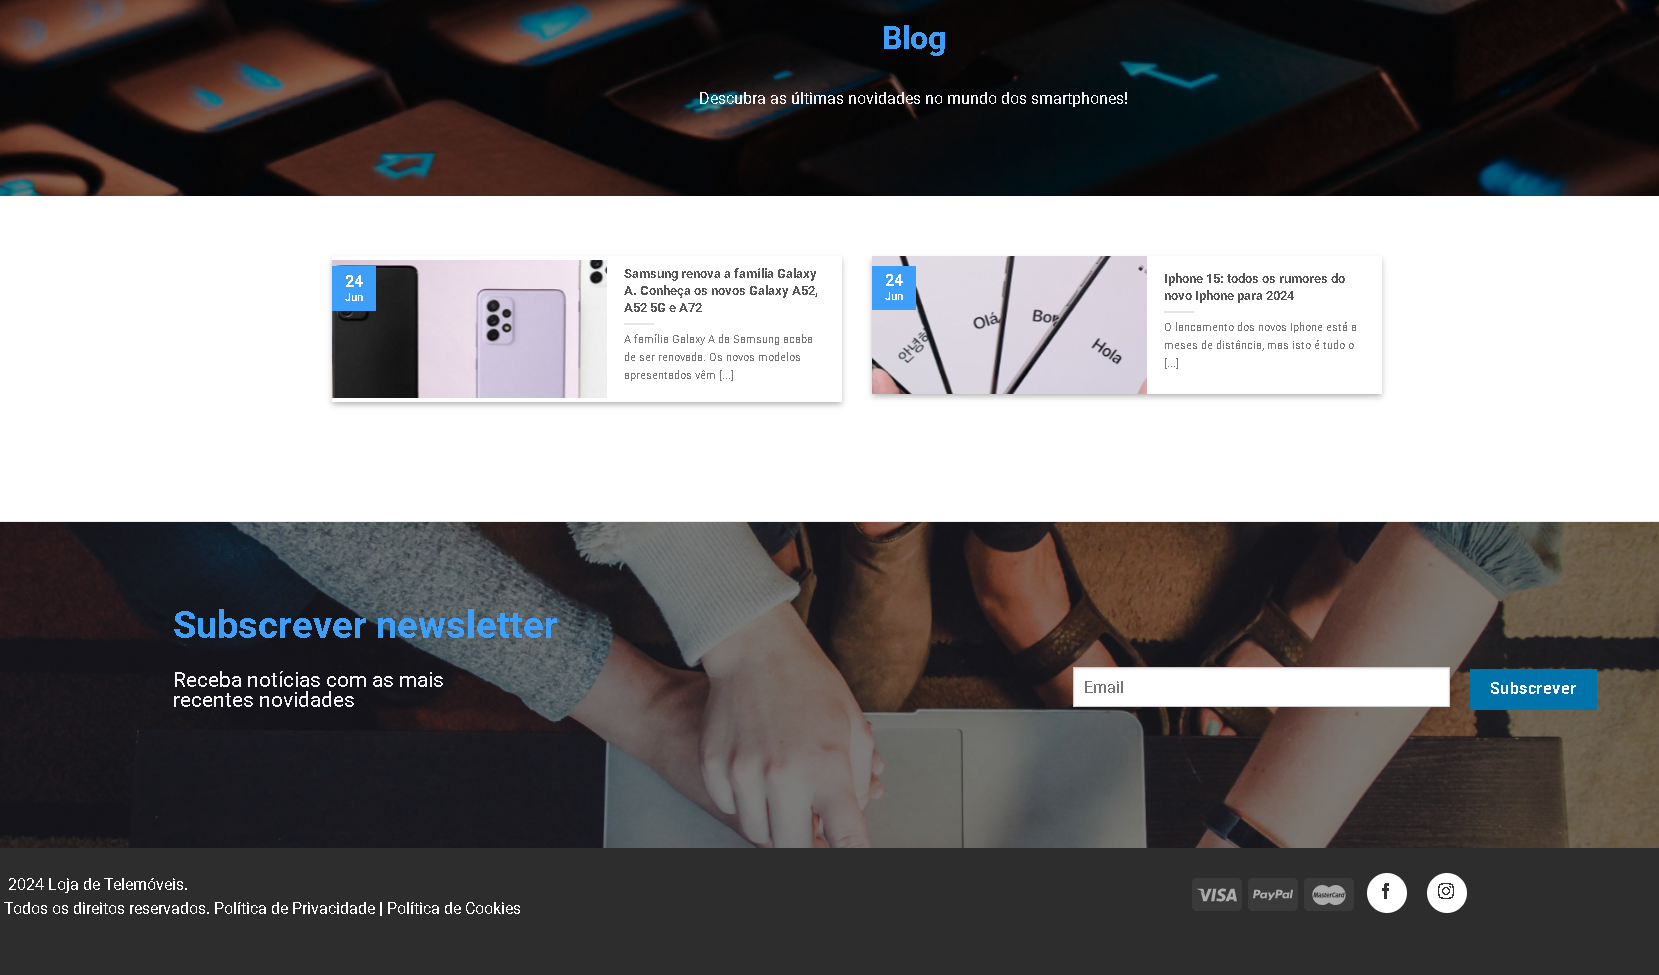 Blog
Descubra as últimas novidades no mundo dos smartphones!
24
Jun
Samsung renova a família Galaxy
A. Conheça os novos Galaxy A52,
A52 5G e A72
A família Galaxy A da Samsung acaba
de ser renovada. Os novos modelos
apresentados vêm [...]
24
Jun
안녕하
Olá
Bon
Hola
Iphone 15: todos os rumores do
novo Iphone para 2024
O lançamento dos novos Iphone está a
meses de distância, mas isto é tudo o
[...]
Subscrever newsletter
Receba notícias com as mais
recentes novidades
Email
Subscrever
2024 Loja de Telemóveis.
Todos os direitos reservados. Política de Privacidade | Política de Cookies
VISA
PayPal
MasterCard